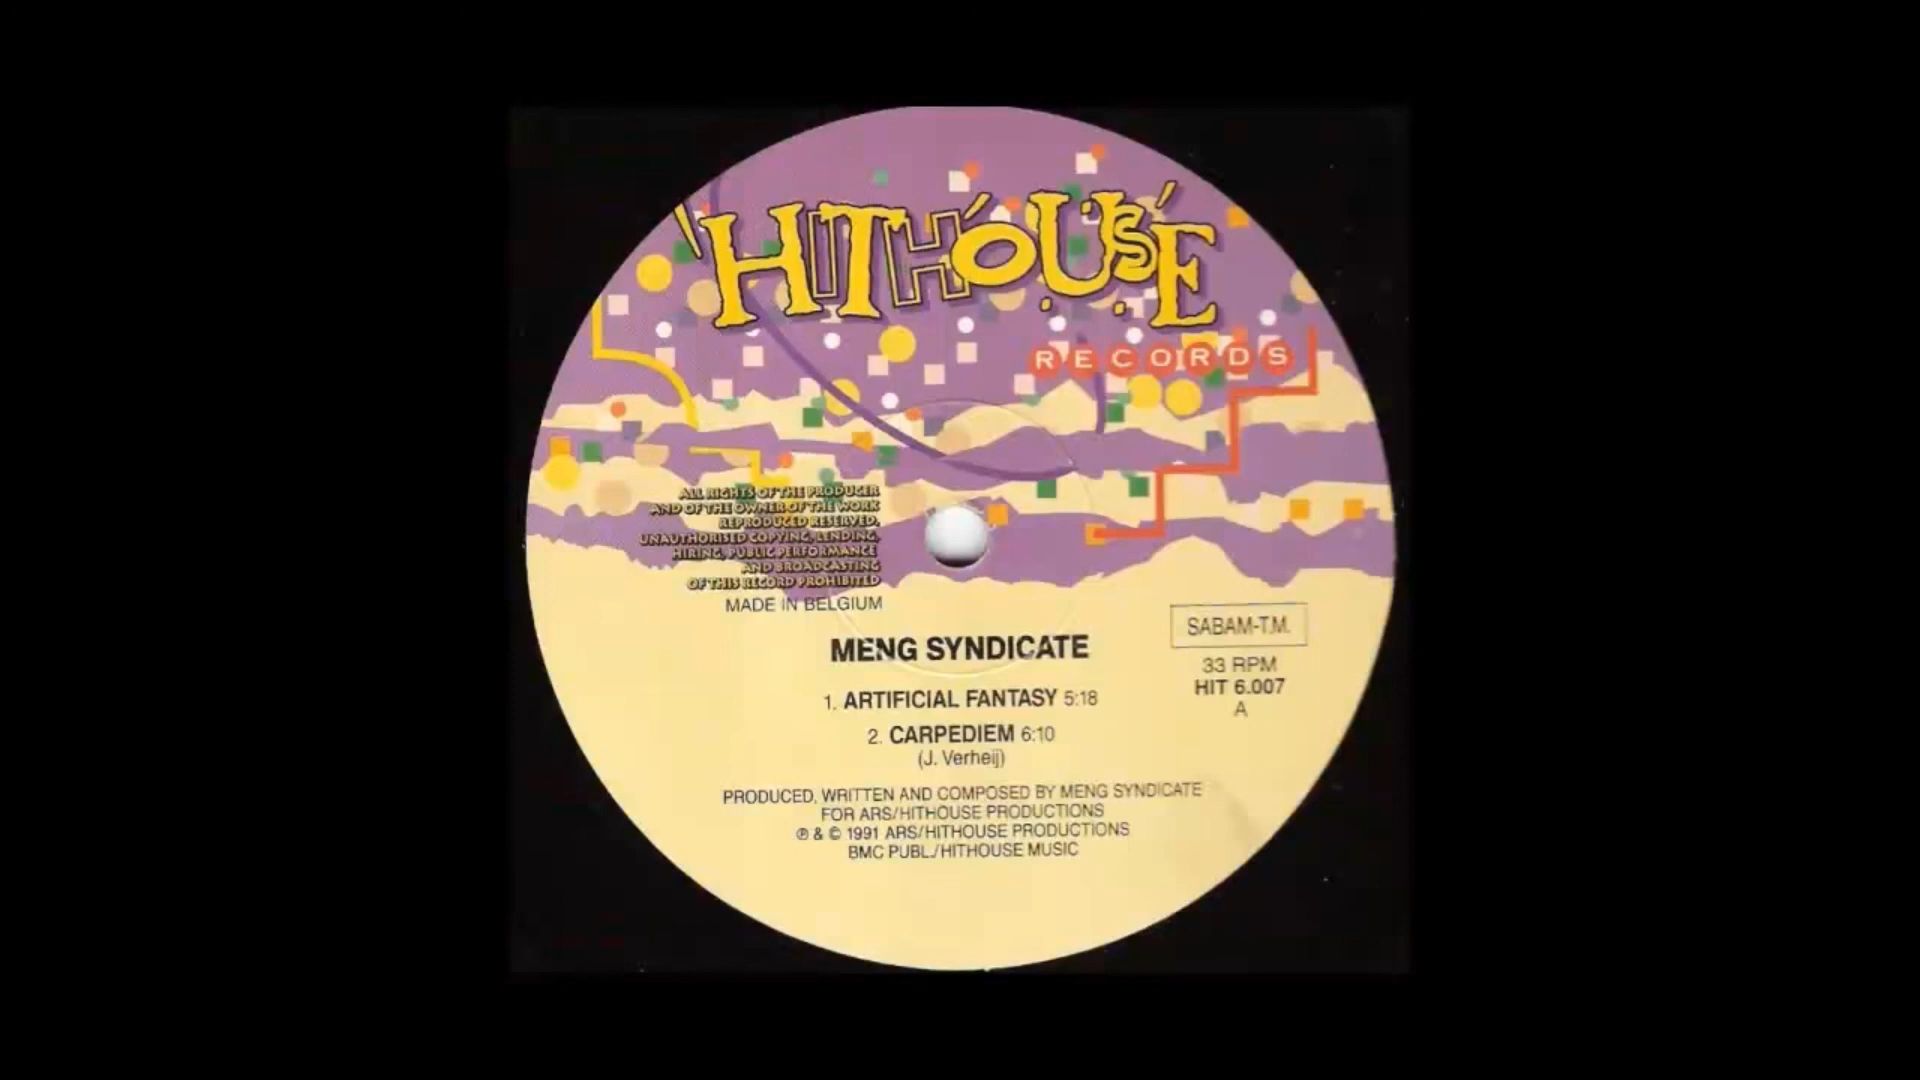 HITHOUSE
RECORDS
ALL RIGHTS OF THE PRODUCER
AND OF THE OWNER OF THE WORK
REPRODUCED RESERVED.
UNAUTHORISED COPYING, LENDING,
HIRING, PUBLIC PERFORMANCE
AND BROADCASTING
OF THIS RECORD PROHIBITED
MADE IN BELGIUM
SABAM-T.M.
33 RPM
HIT 6.007
A
MENG SYNDICATE
1. ARTIFICIAL FANTASY 5:18
2. CARPEDIEM 6:10
(J. Verheij)
PRODUCED, WRITTEN AND COMPOSED BY MENG SYNDICATE
FOR ARS/HITHOUSE PRODUCTIONS
℗ & © 1991 ARS/HITHOUSE PRODUCTIONS
BMC PUBL./HITHOUSE MUSIC